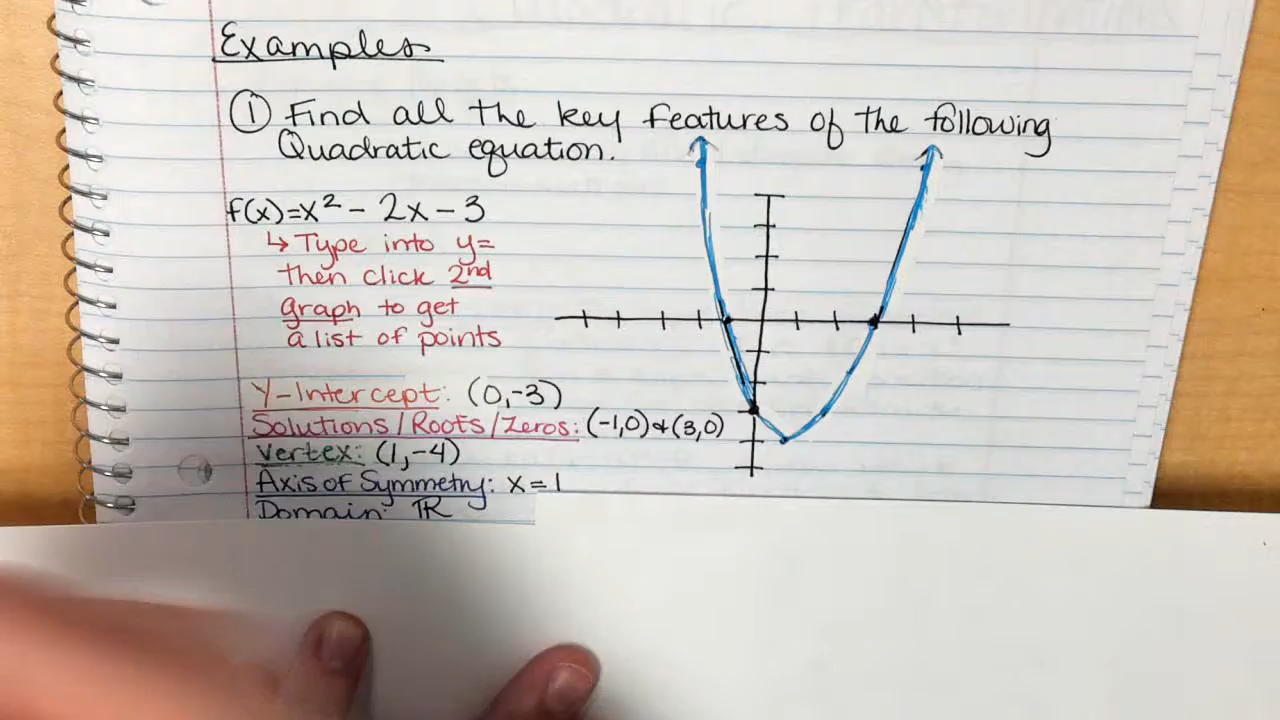 Examples
① Find all the key features of the following
Quadratic equation.
f(x)=x² - 2x - 3
↳ Type into y=
then click 2nd
graph to get
a list of points
Y-Intercept: (0,-3)
Solutions/Roots/Zeros: (-1,0) & (3,0)
Vertex: (1,-4)
Axis of Symmetry: x=1
Domain: ℝ